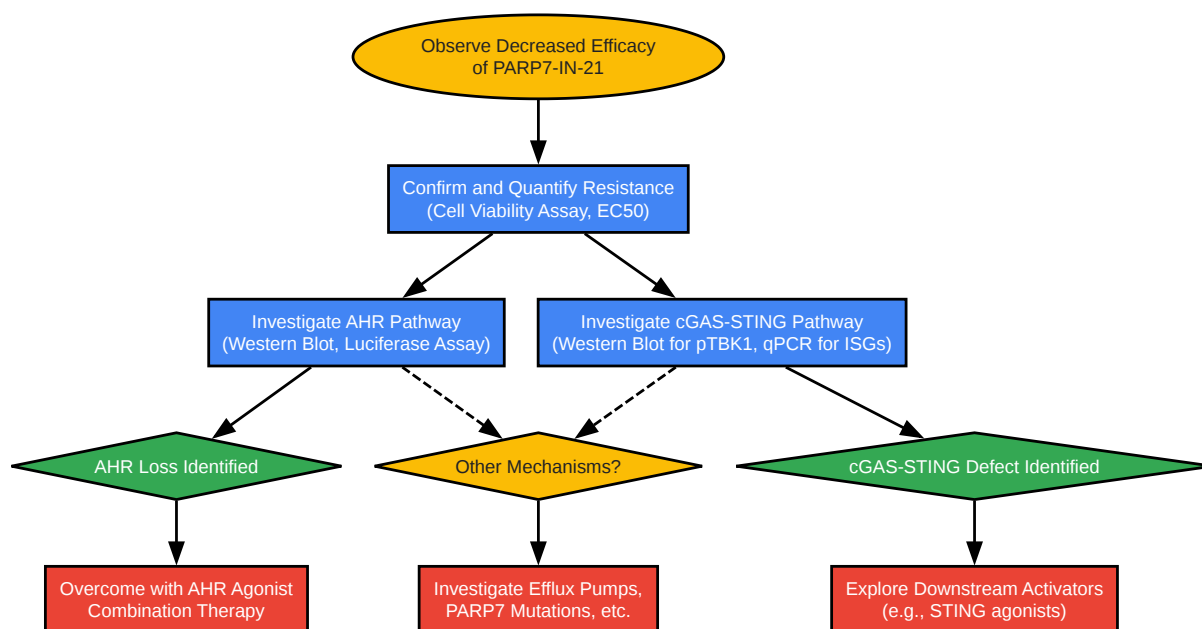 Observe Decreased Efficacy
of PARP7-IN-21
Confirm and Quantify Resistance
(Cell Viability Assay, EC50)
Investigate AHR Pathway
(Western Blot, Luciferase Assay)
Investigate cGAS-STING Pathway
(Western Blot for pTBK1, qPCR for ISGs)
AHR Loss Identified
Other Mechanisms?
cGAS-STING Defect Identified
Overcome with AHR Agonist
Combination Therapy
Investigate Efflux Pumps,
PARP7 Mutations, etc.
Explore Downstream Activators
(e.g., STING agonists)